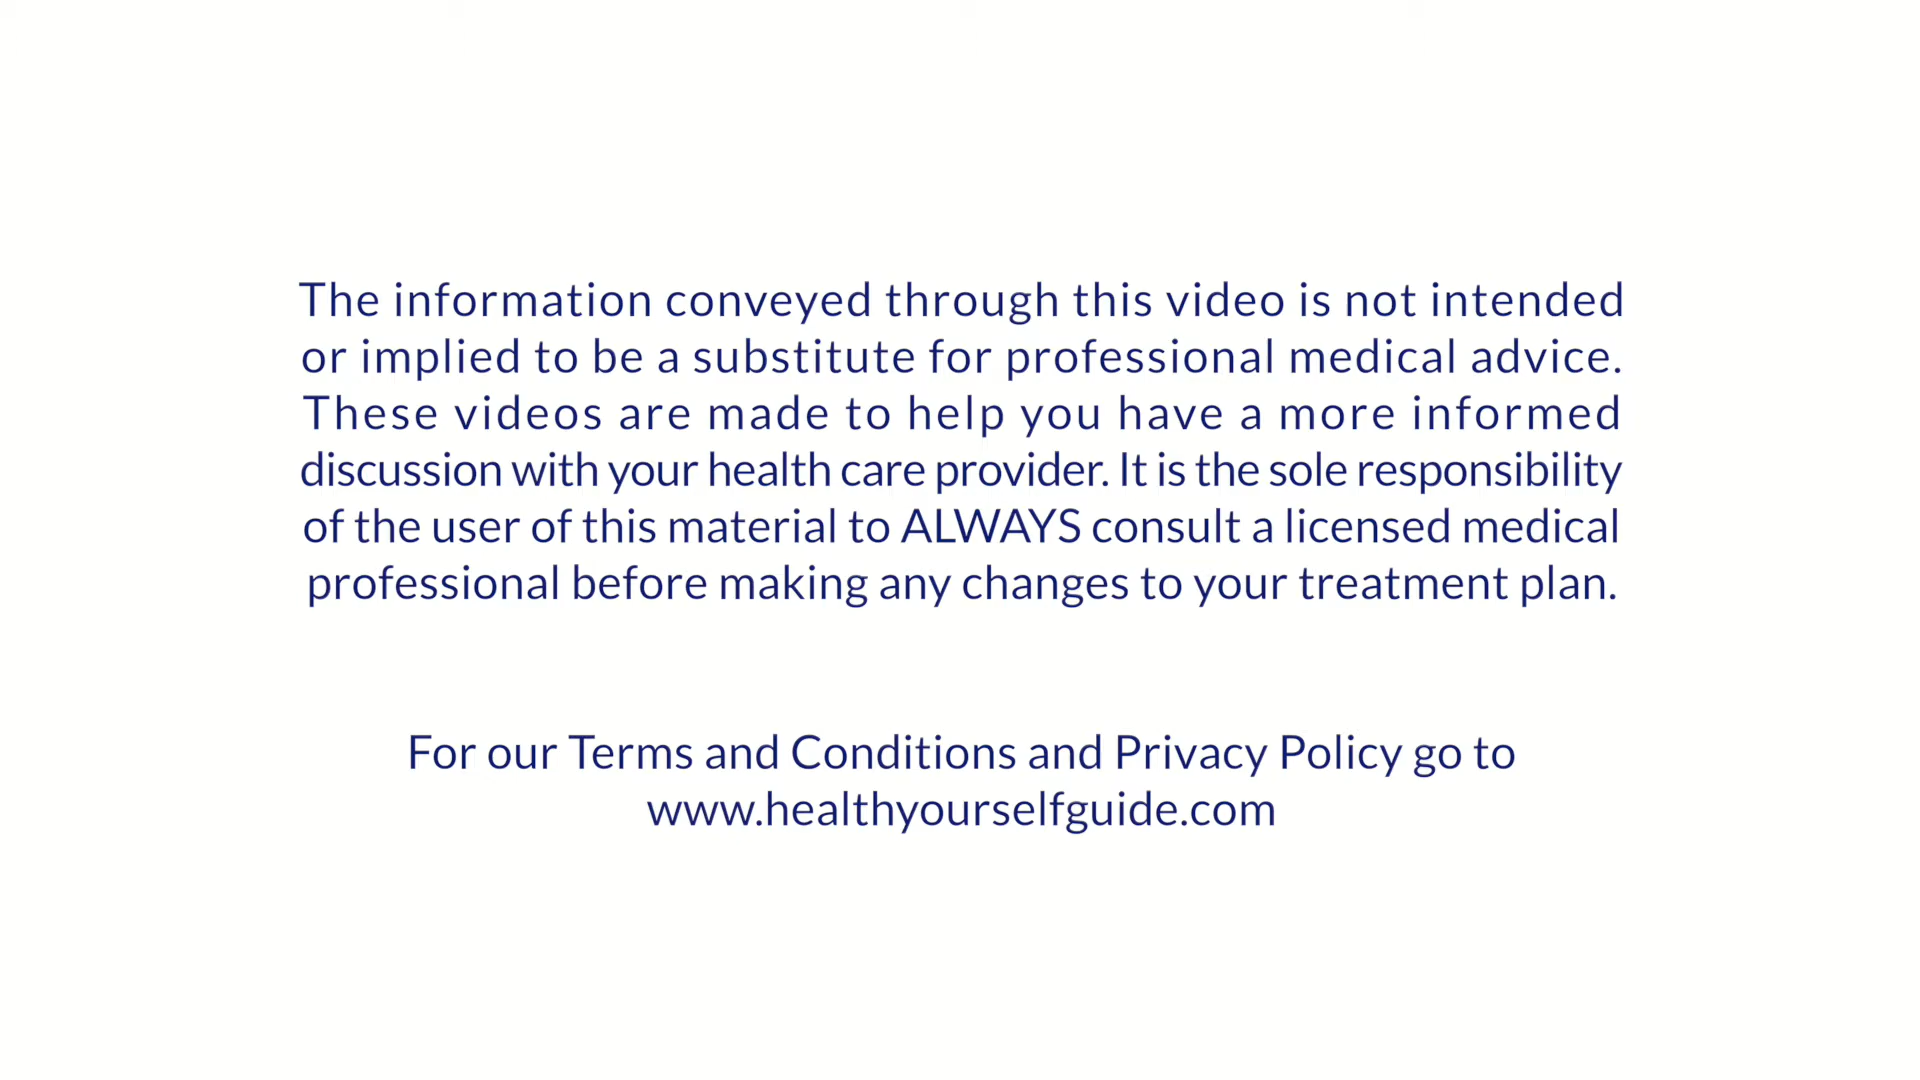 The information conveyed through this video is not intended
or implied to be a substitute for professional medical advice.
These videos are made to help you have a more informed
discussion with your health care provider. It is the sole responsibility
of the user of this material to ALWAYS consult a licensed medical
professional before making any changes to your treatment plan.
For our Terms and Conditions and Privacy Policy go to
www.healthyourselfguide.com